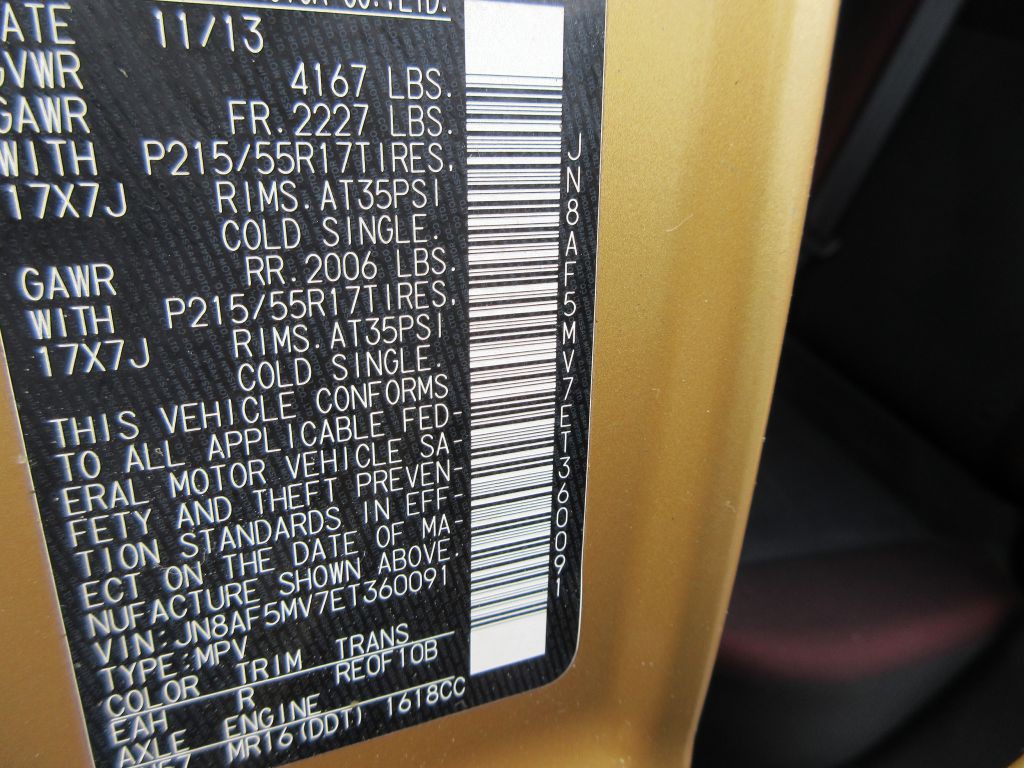 CO.,LTD.
ATE 11/13
GVWR 4167 LBS.
GAWR FR.2227 LBS.
WITH P215/55R17TIRES.
17X7J RIMS.AT35PSI
COLD SINGLE.
GAWR RR.2006 LBS.
WITH P215/55R17TIRES.
17X7J RIMS.AT35PSI
COLD SINGLE.
THIS VEHICLE CONFORMS
TO ALL APPLICABLE FED-
ERAL MOTOR VEHICLE SA-
FETY AND THEFT PREVEN-
TION STANDARDS IN EFF-
ECT ON THE DATE OF MA-
NUFACTURE SHOWN ABOVE.
VIN:JN8AF5MV7ET360091
TYPE:MPV
COLOR TRIM TRANS
EAH R RE0F10B
AXLE ENGINE
MR16(DDT) 1618CC
JN8AF5MV7ET360091